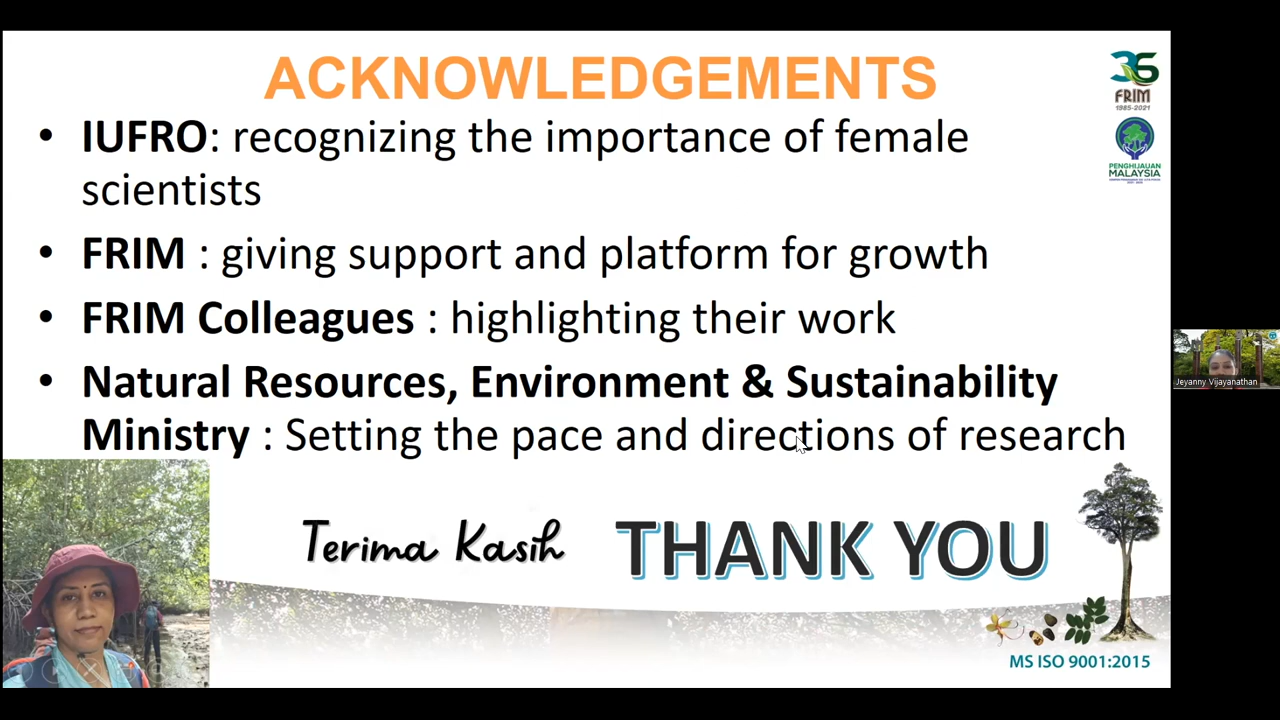 ACKNOWLEDGEMENTS
• IUFRO: recognizing the importance of female
scientists
• FRIM : giving support and platform for growth
• FRIM Colleagues : highlighting their work
• Natural Resources, Environment & Sustainability
Ministry : Setting the pace and directions of research
Terima Kasih
THANK YOU
MS ISO 9001:2015
36
FRIM
1985-2021
PENGHIJAUAN
MALAYSIA
Jeyanny Vijayanathan